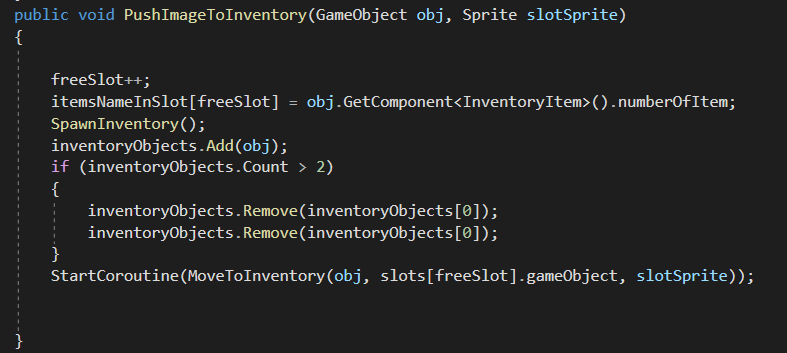 public void PushImageToInventory(GameObject obj, Sprite slotSprite)
{
freeSlot++;
itemsNameInSlot[freeSlot] = obj.GetComponent<InventoryItem>().numberOfItem;
SpawnInventory();
inventoryObjects.Add(obj);
if (inventoryObjects.Count > 2)
{
inventoryObjects.Remove(inventoryObjects[0]);
inventoryObjects.Remove(inventoryObjects[0]);
}
StartCoroutine(MoveToInventory(obj, slots[freeSlot].gameObject, slotSprite));
}